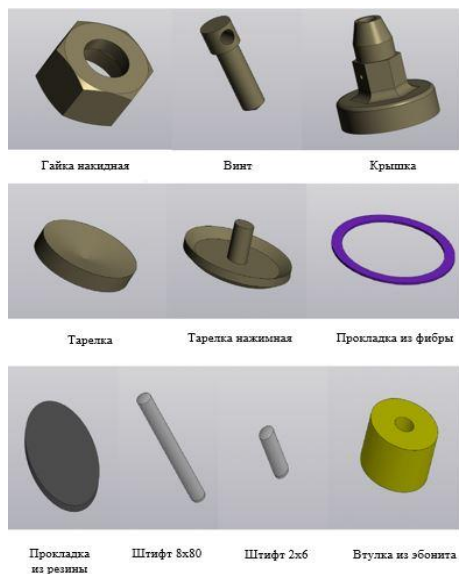 Гайка накидная Винт Крышка
Тарелка Тарелка нажимная Прокладка из фибры
Прокладка из резины Штифт 8х80 Штифт 2х6 Втулка из эбонита